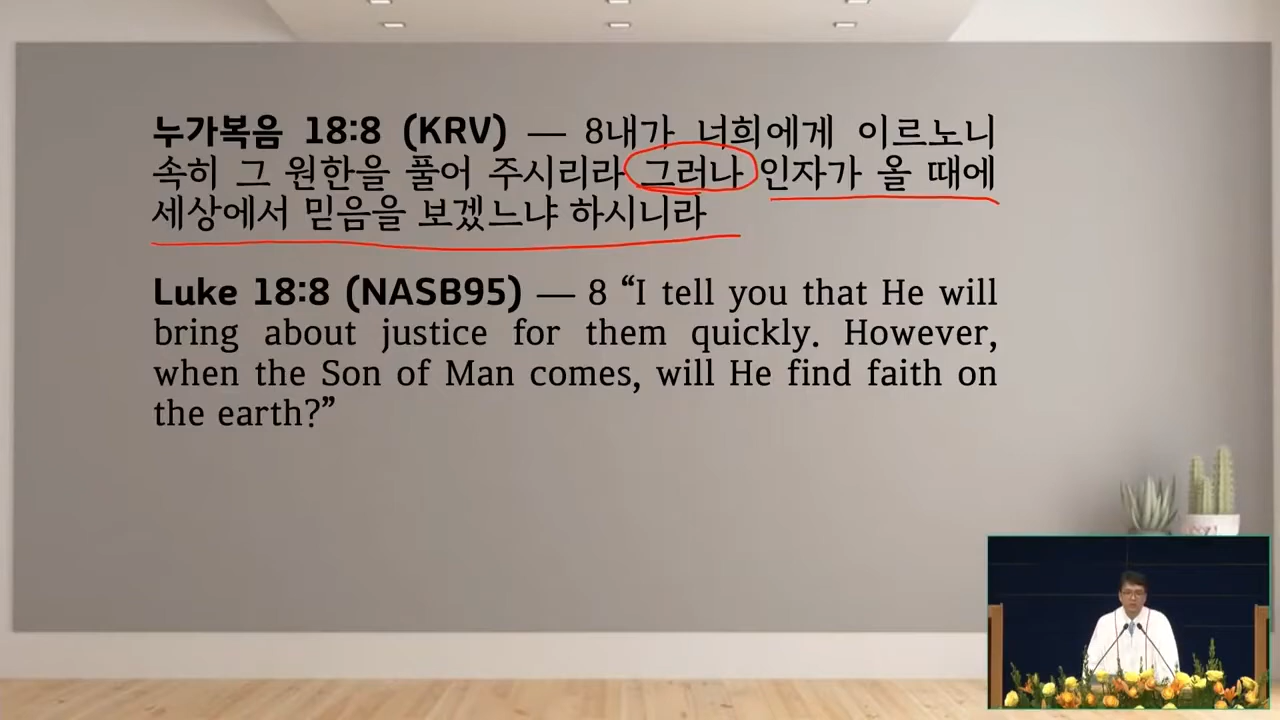 누가복음 18:8 (KRV) — 8내가 너희에게 이르노니
속히 그 원한을 풀어 주시리라 그러나 인자가 올 때에
세상에서 믿음을 보겠느냐 하시니라
Luke 18:8 (NASB95) — 8 “I tell you that He will
bring about justice for them quickly. However,
when the Son of Man comes, will He find faith on
the earth?”